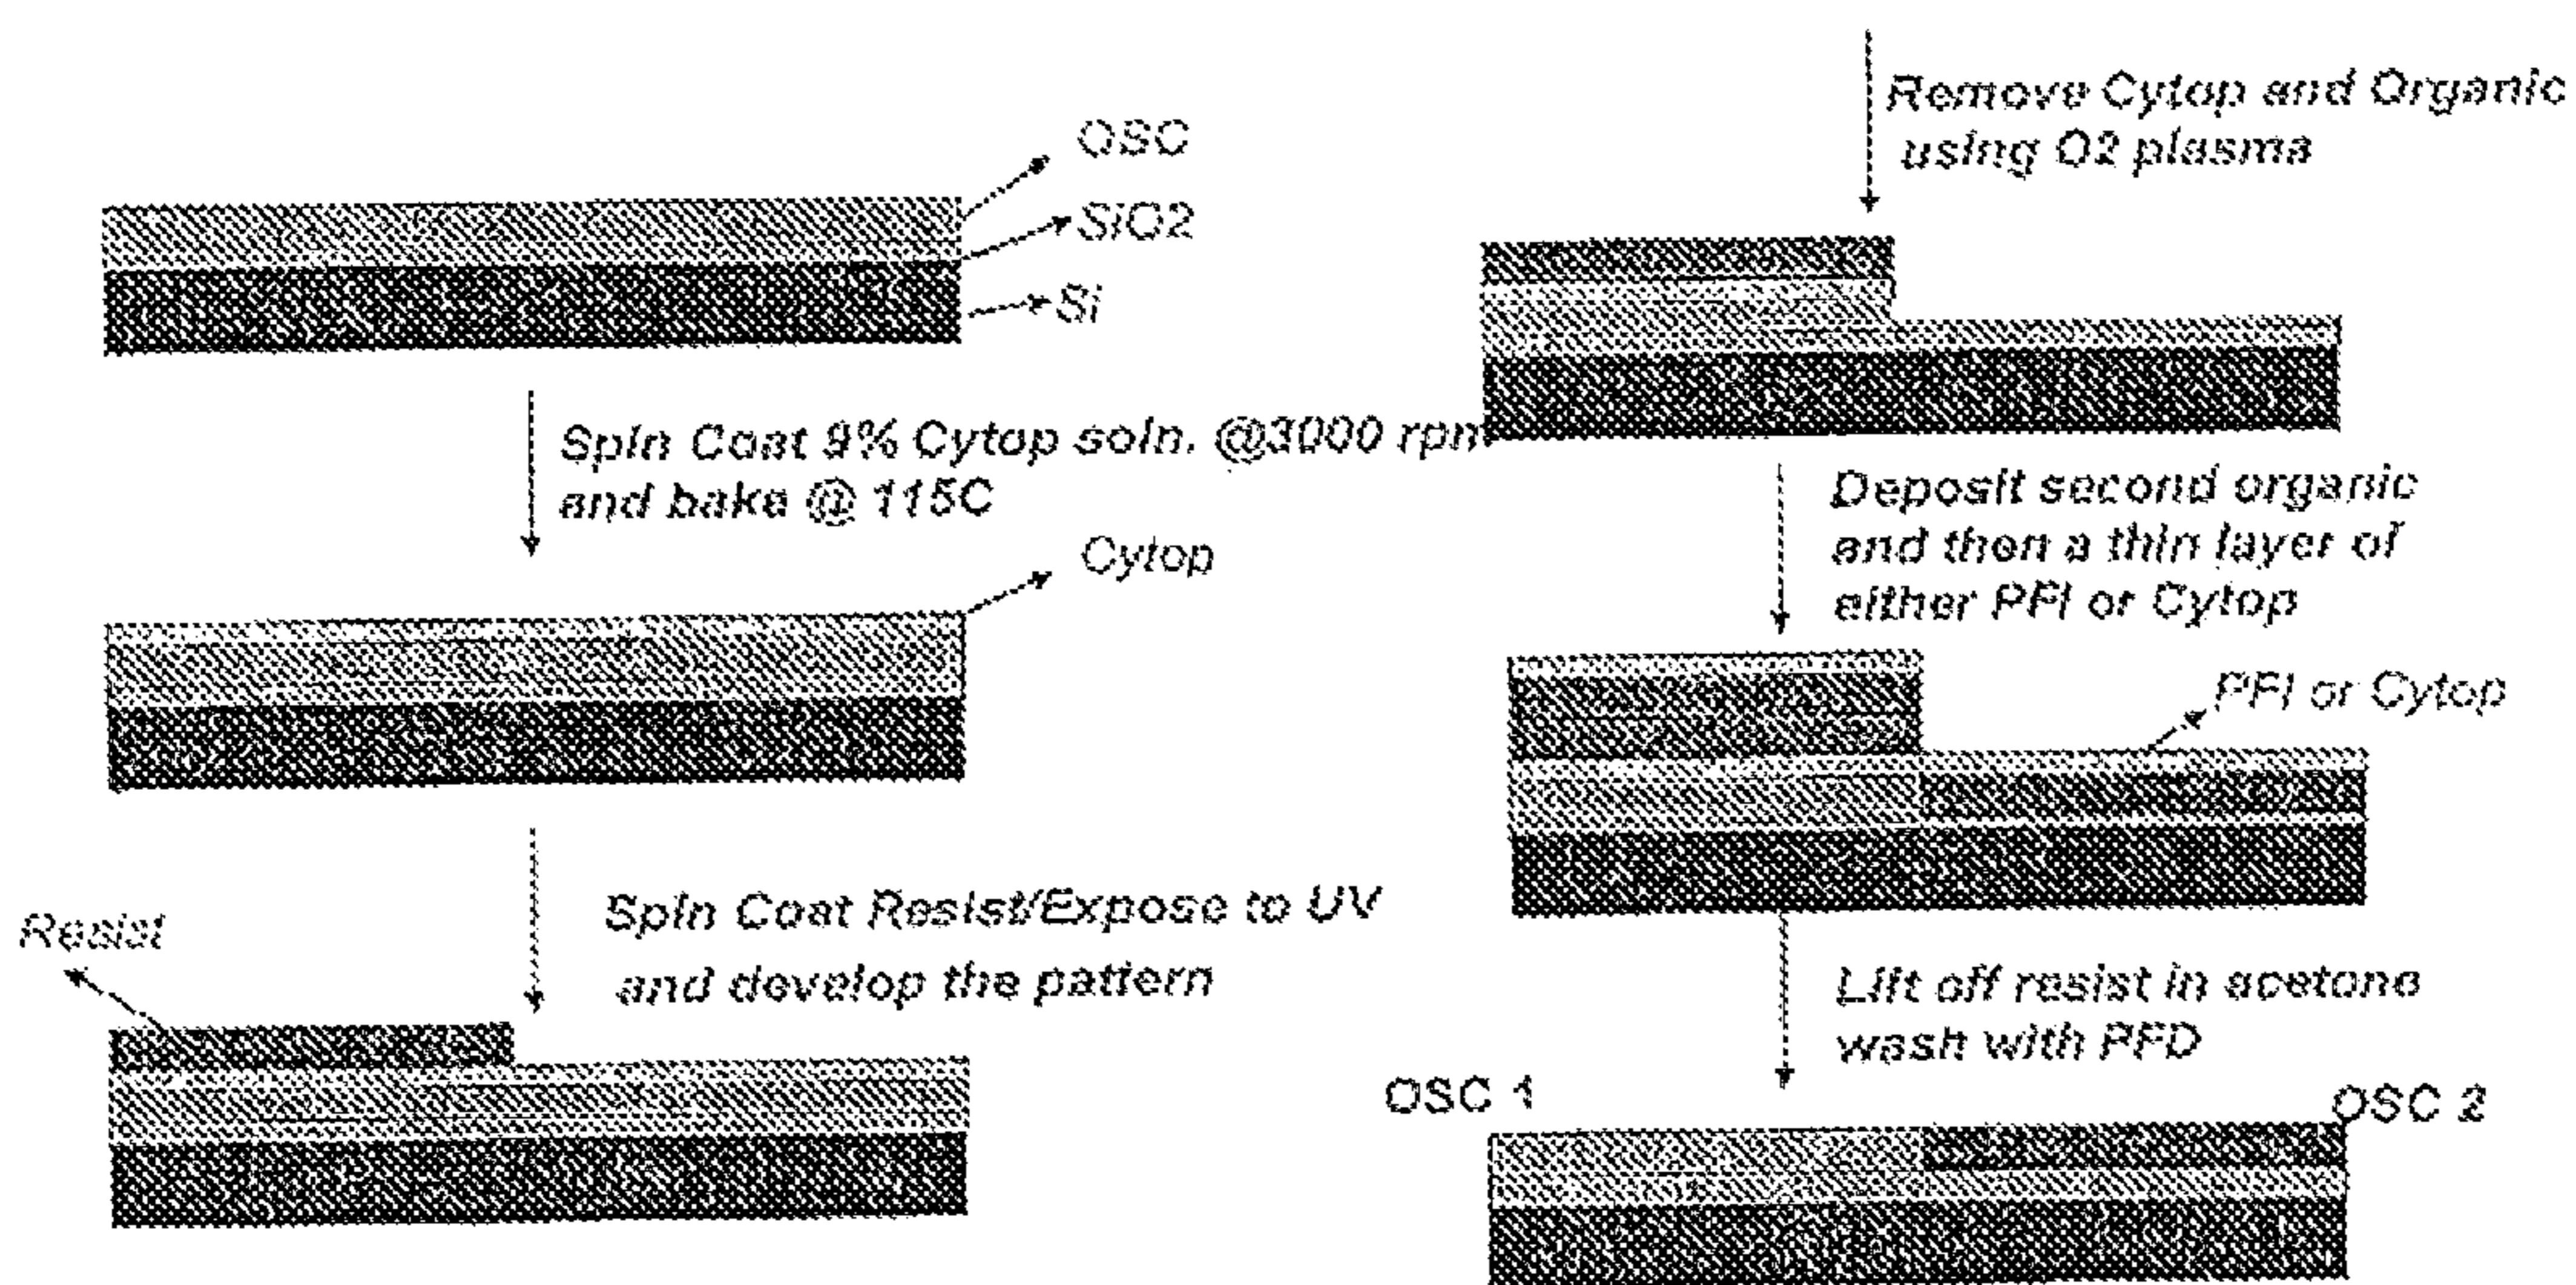 OSC
SiO2
Si
Spin Coat 9% Cytop soln. @3000 rpm
and bake @ 115C
Cytop
Spin Coat Resist/Expose to UV
and develop the pattern
Resist
Remove Cytop and Organic
using O2 plasma
Deposit second organic
and then a thin layer of
either PFI or Cytop
PFI or Cytop
Lift off resist in acetone
wash with PFD
OSC 1
OSC 2